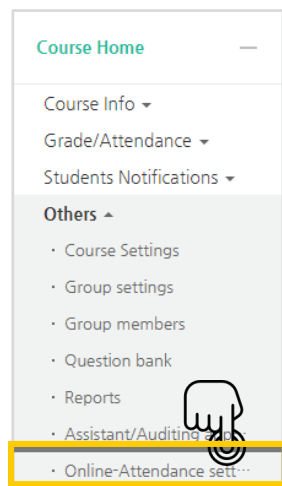 Course Home
Course Info
Grade/Attendance
Students Notifications
Others
· Course Settings
· Group settings
· Group members
· Question bank
· Reports
· Assistant/Auditing
· Online-Attendance sett…